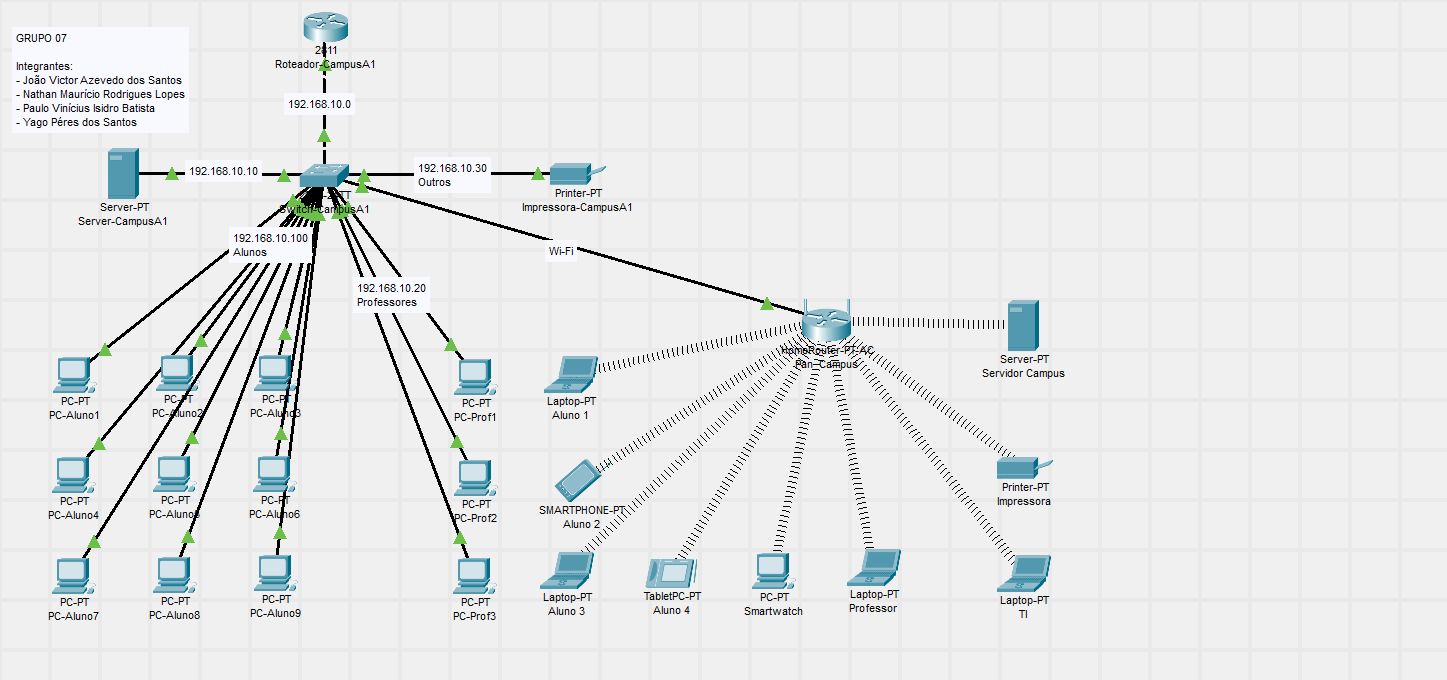 GRUPO 07
Integrantes:
- João Victor Azevedo dos Santos
- Nathan Maurício Rodrigues Lopes
- Paulo Vinícius Isidro Batista
- Yago Péres dos Santos
2811
Roteador-CampusA1
192.168.10.0
192.168.10.10
Server-PT
Server-CampusA1
Switch-CampusA1
192.168.10.30
Outros
Printer-PT
Impressora-CampusA1
192.168.10.100
Alunos
192.168.10.20
Professores
Wi-Fi
HomeRouter-PT-AC
Pan_Campus
Server-PT
Servidor Campus
PC-PT
PC-Aluno1
PC-PT
PC-Aluno2
PC-PT
PC-Aluno3
PC-PT
PC-Prof1
Laptop-PT
Aluno 1
PC-PT
PC-Aluno4
PC-PT
PC-Aluno5
PC-PT
PC-Aluno6
PC-PT
PC-Prof2
SMARTPHONE-PT
Aluno 2
Printer-PT
Impressora
PC-PT
PC-Aluno7
PC-PT
PC-Aluno8
PC-PT
PC-Aluno9
PC-PT
PC-Prof3
Laptop-PT
Aluno 3
TabletPC-PT
Aluno 4
PC-PT
Smartwatch
Laptop-PT
Professor
Laptop-PT
TI